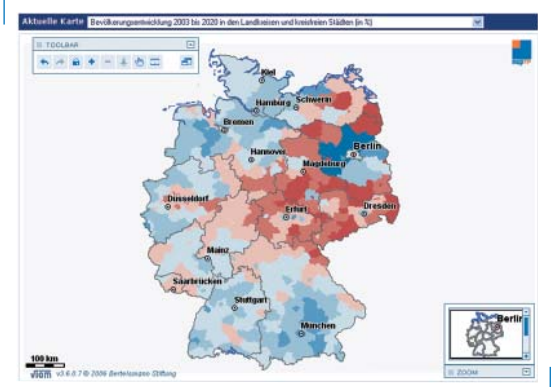 Aktuelle Karte Bevölkerungsentwicklung 2003 bis 2020 in den Landkreisen und kreisfreien Städten (in %)
TOOLBAR
Kiel
Hamburg
Schwerin
Bremen
Berlin
Hannover
Magdeburg
Düsseldorf
Erfurt
Dresden
Mainz
Saarbrücken
Stuttgart
München
Berlin
100 km
v3.6.0.7 © 2006 Bertelsmann Stiftung
ZOOM